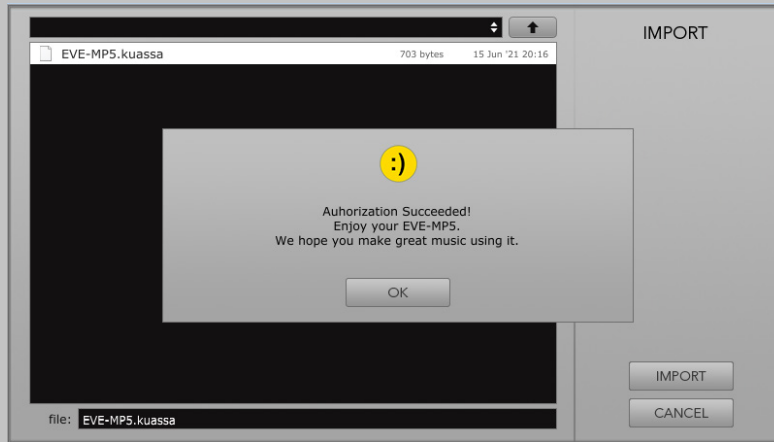 IMPORT
EVE-MP5.kuassa 703 bytes 15 Jun '21 20:16
:)
Auhorization Succeeded!
Enjoy your EVE-MP5.
We hope you make great music using it.
OK
IMPORT
CANCEL
file: EVE-MP5.kuassa